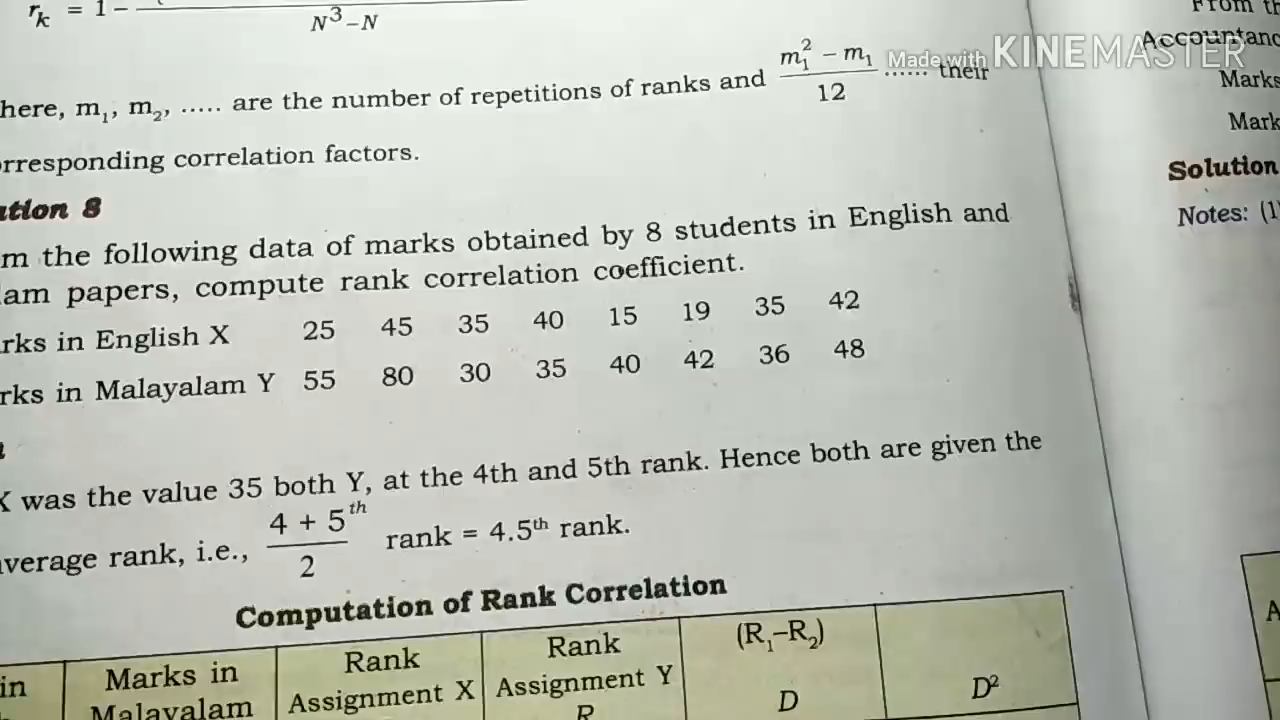 r_k = 1 –
N³ – N
here, m₁, m₂, ..... are the number of repetitions of ranks and (m₁² – m₁)/12 ...... their
orresponding correlation factors.
ation 8
m the following data of marks obtained by 8 students in English and
lam papers, compute rank correlation coefficient.
rks in English X 25 45 35 40 15 19 35 42
rks in Malayalam Y 55 80 30 35 40 42 36 48
X was the value 35 both Y, at the 4th and 5th rank. Hence both are given the
verage rank, i.e., (4 + 5)/2 th rank = 4.5th rank.
Computation of Rank Correlation
in
Marks in
Malayalam
Rank
Assignment X
Rank
Assignment Y
R
(R₁–R₂)
D
D²
Made with KINEMASTER
From th
Accountanc
Marks
Mark
Solution
Notes: (1)
A